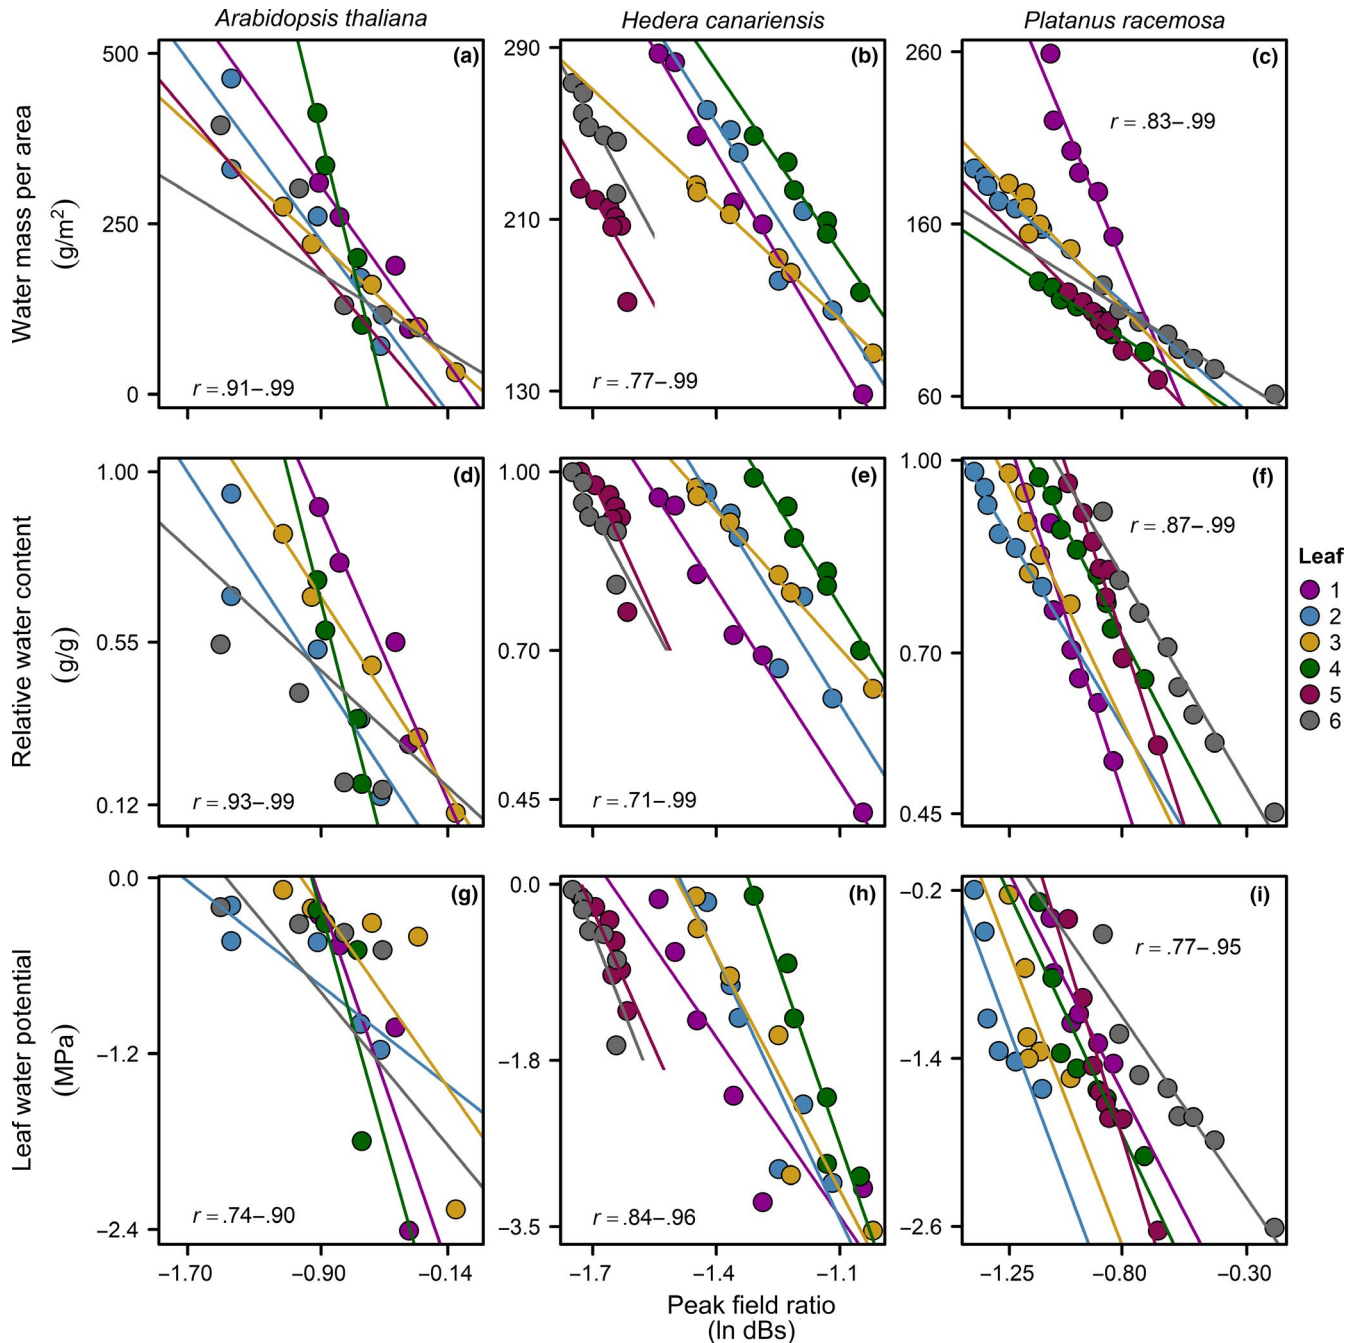 Arabidopsis thaliana
Hedera canariensis
Platanus racemosa
Water mass per area
(g/m²)
500
250
0
(a)
r = .91–.99
290
210
130
(b)
r = .77–.99
260
160
60
(c)
r = .83–.99
Relative water content
(g/g)
1.00
0.55
0.12
(d)
r = .93–.99
1.00
0.70
0.45
(e)
r = .71–.99
1.00
0.70
0.45
(f)
r = .87–.99
Leaf
1
2
3
4
5
6
Leaf water potential
(MPa)
0.0
−1.2
−2.4
(g)
r = .74–.90
0.0
−1.8
−3.5
(h)
r = .84–.96
−0.2
−1.4
−2.6
(i)
r = .77–.95
−1.70 −0.90 −0.14
−1.7 −1.4 −1.1
−1.25 −0.80 −0.30
Peak field ratio
(ln dBs)